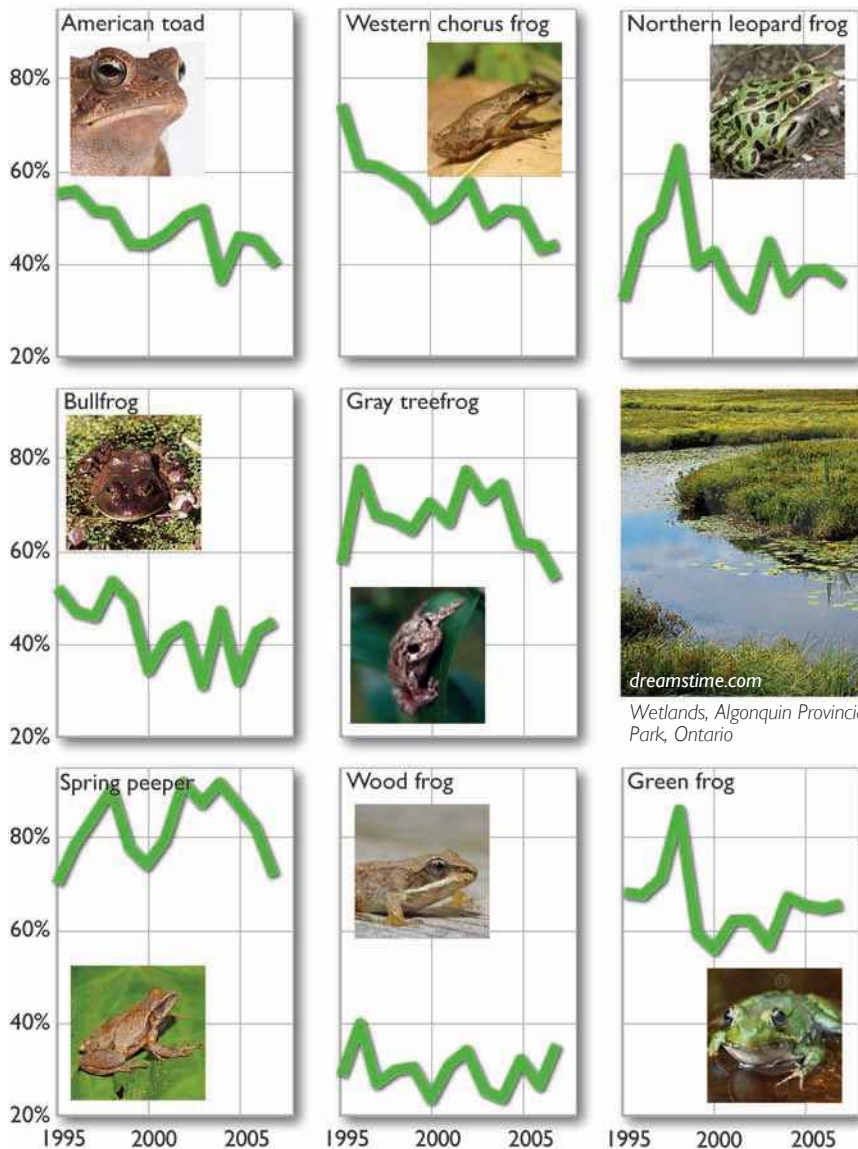 American toad
Western chorus frog
Northern leopard frog
80%
60%
40%
20%
Bullfrog
Gray treefrog
80%
60%
40%
20%
dreamstime.com
Wetlands, Algonquin
Park, Ontario
Spring peeper
Wood frog
Green frog
80%
60%
40%
20%
1995 2000 2005
1995 2000 2005
1995 2000 2005